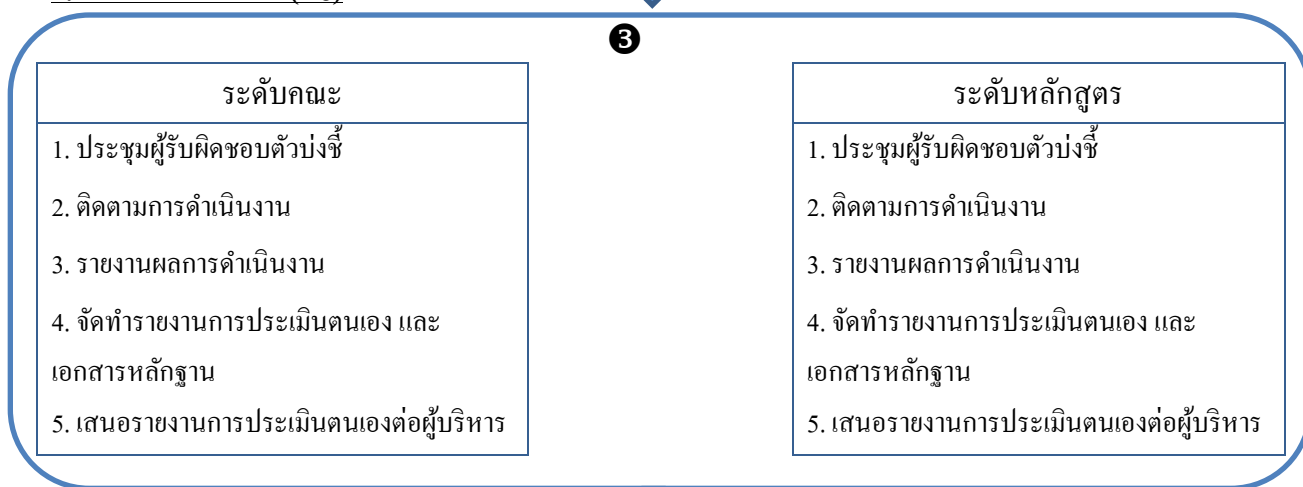 ❸
ระดับคณะ
1. ประชุมผู้รับผิดชอบตัวบ่งชี้
2. ติดตามการดำเนินงาน
3. รายงานผลการดำเนินงาน
4. จัดทำรายงานการประเมินตนเอง และ
เอกสารหลักฐาน
5. เสนอรายงานการประเมินตนเองต่อผู้บริหาร
ระดับหลักสูตร
1. ประชุมผู้รับผิดชอบตัวบ่งชี้
2. ติดตามการดำเนินงาน
3. รายงานผลการดำเนินงาน
4. จัดทำรายงานการประเมินตนเอง และ
เอกสารหลักฐาน
5. เสนอรายงานการประเมินตนเองต่อผู้บริหาร